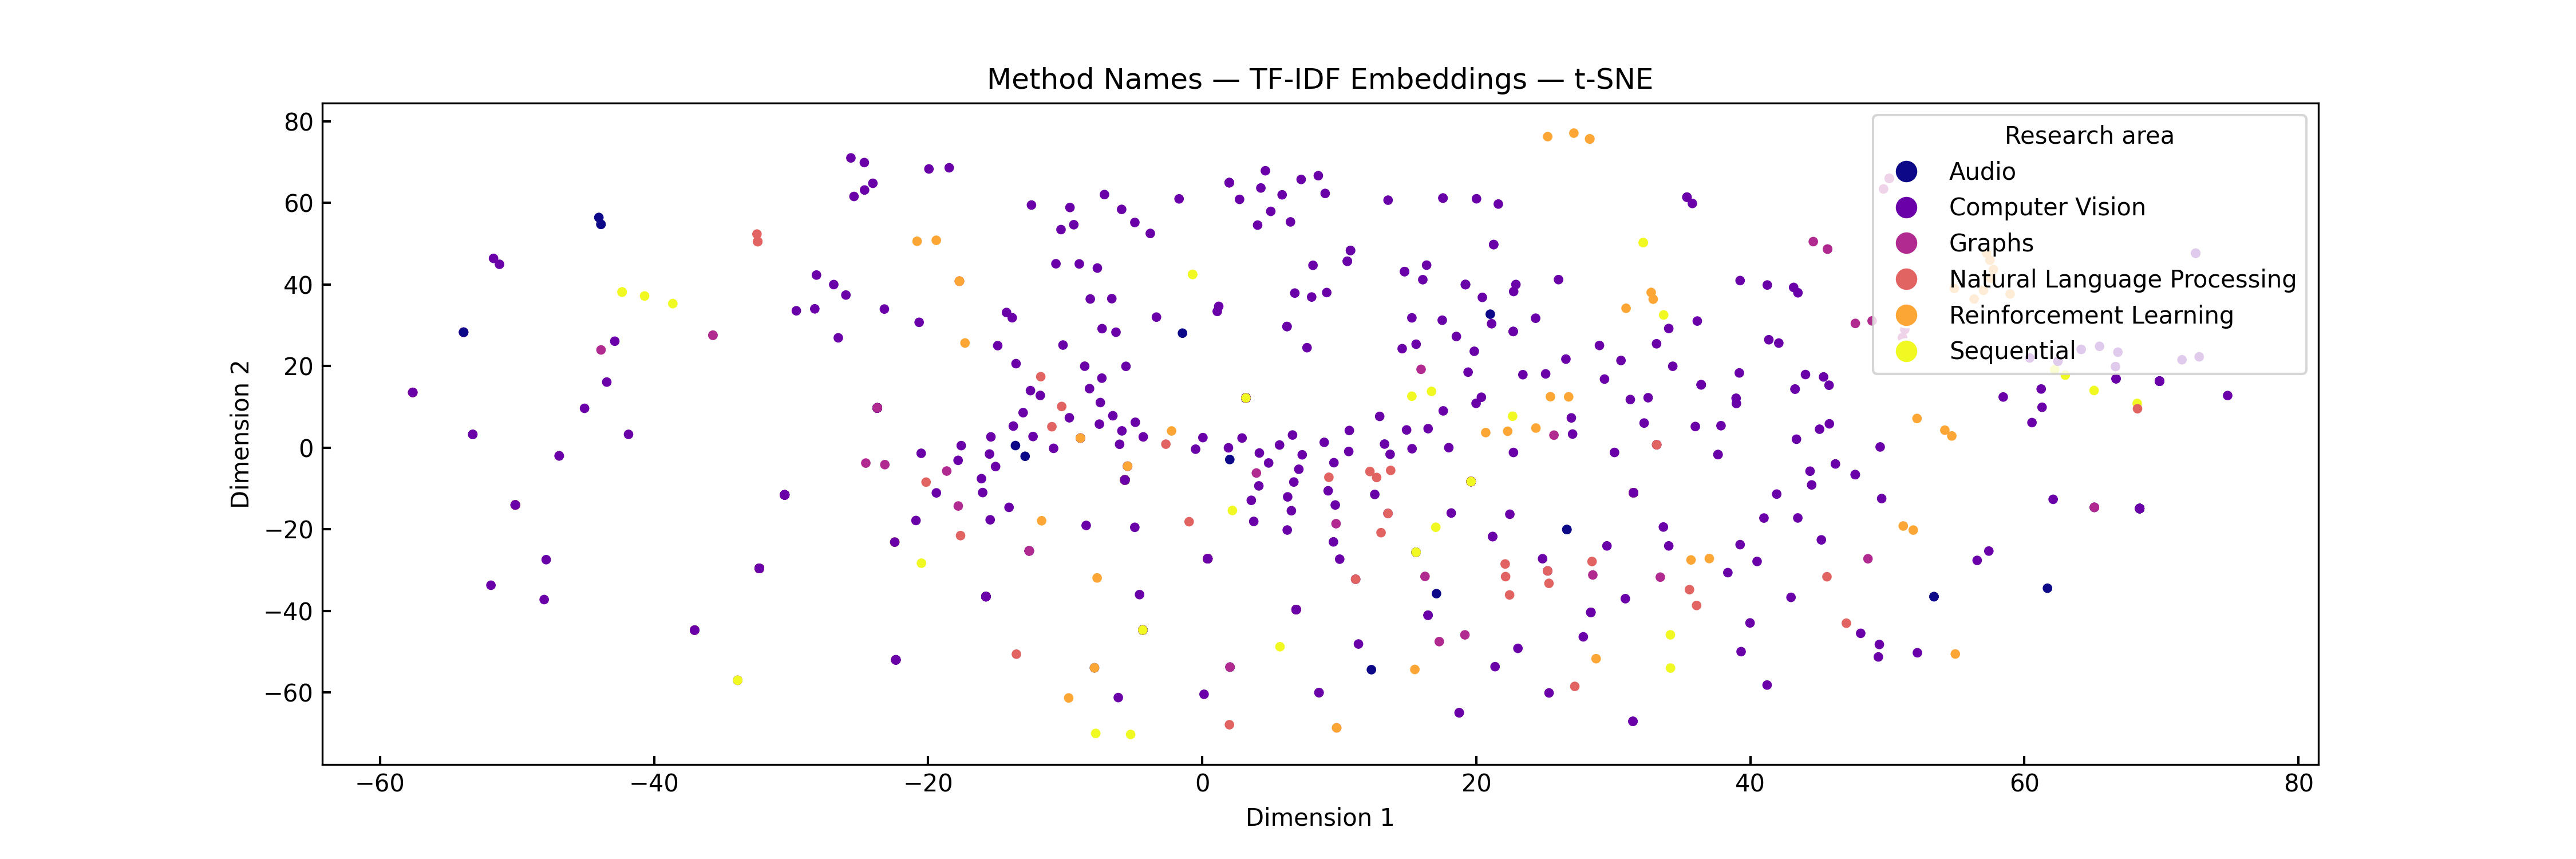 Method Names — TF-IDF Embeddings — t-SNE
80
60
40
20
0
−20
−40
−60
Dimension 2
−60
−40
−20
0
20
40
60
80
Dimension 1
Research area
Audio
Computer Vision
Graphs
Natural Language Processing
Reinforcement Learning
Sequential